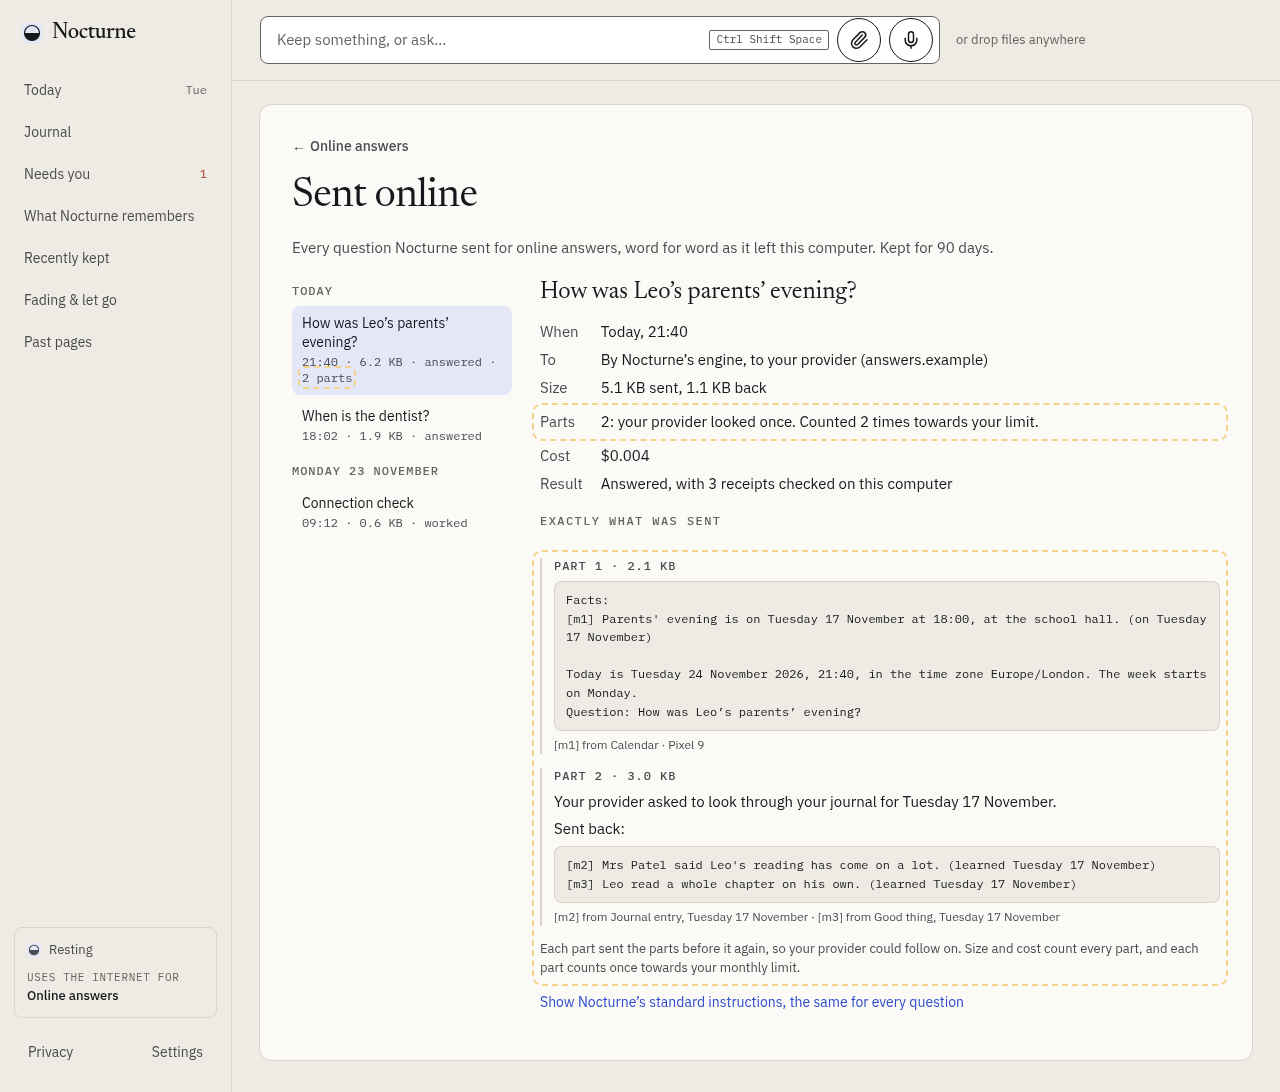 Nocturne
Today Tue
Journal
Needs you 1
What Nocturne remembers
Recently kept
Fading & let go
Past pages
Resting
USES THE INTERNET FOR
Online answers
Privacy Settings
Keep something, or ask… Ctrl Shift Space or drop files anywhere
← Online answers
Sent online
Every question Nocturne sent for online answers, word for word as it left this computer. Kept for 90 days.
TODAY
How was Leo’s parents’
evening?
21:40 · 6.2 KB · answered ·
2 parts
When is the dentist?
18:02 · 1.9 KB · answered
MONDAY 23 NOVEMBER
Connection check
09:12 · 0.6 KB · worked
How was Leo’s parents’ evening?
When Today, 21:40
To By Nocturne’s engine, to your provider (answers.example)
Size 5.1 KB sent, 1.1 KB back
Parts 2: your provider looked once. Counted 2 times towards your limit.
Cost $0.004
Result Answered, with 3 receipts checked on this computer
EXACTLY WHAT WAS SENT
PART 1 · 2.1 KB
Facts:
[m1] Parents' evening is on Tuesday 17 November at 18:00, at the school hall. (on Tuesday
17 November)
Today is Tuesday 24 November 2026, 21:40, in the time zone Europe/London. The week starts
on Monday.
Question: How was Leo’s parents’ evening?
[m1] from Calendar · Pixel 9
PART 2 · 3.0 KB
Your provider asked to look through your journal for Tuesday 17 November.
Sent back:
[m2] Mrs Patel said Leo's reading has come on a lot. (learned Tuesday 17 November)
[m3] Leo read a whole chapter on his own. (learned Tuesday 17 November)
[m2] from Journal entry, Tuesday 17 November · [m3] from Good thing, Tuesday 17 November
Each part sent the parts before it again, so your provider could follow on. Size and cost count every part, and each
part counts once towards your monthly limit.
Show Nocturne’s standard instructions, the same for every question